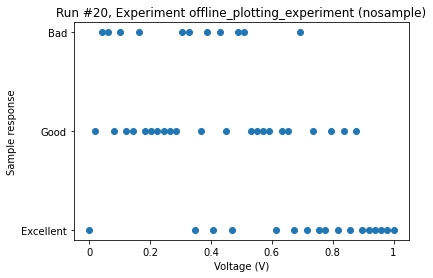 Run #20, Experiment offline_plotting_experiment (nosample)
Bad
Good
Excellent
Sample response
0 0.2 0.4 0.6 0.8 1
Voltage (V)